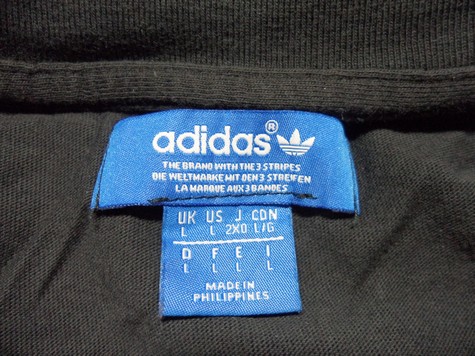 adidas®
THE BRAND WITH THE 3 STRIPES
DIE WELTMARKE MIT DEN 3 STREIFEN
LA MARQUE AUX 3 BANDES
UK US J CDN
L L 2XO L/G
D F E I
L L L L
MADE IN
PHILIPPINES